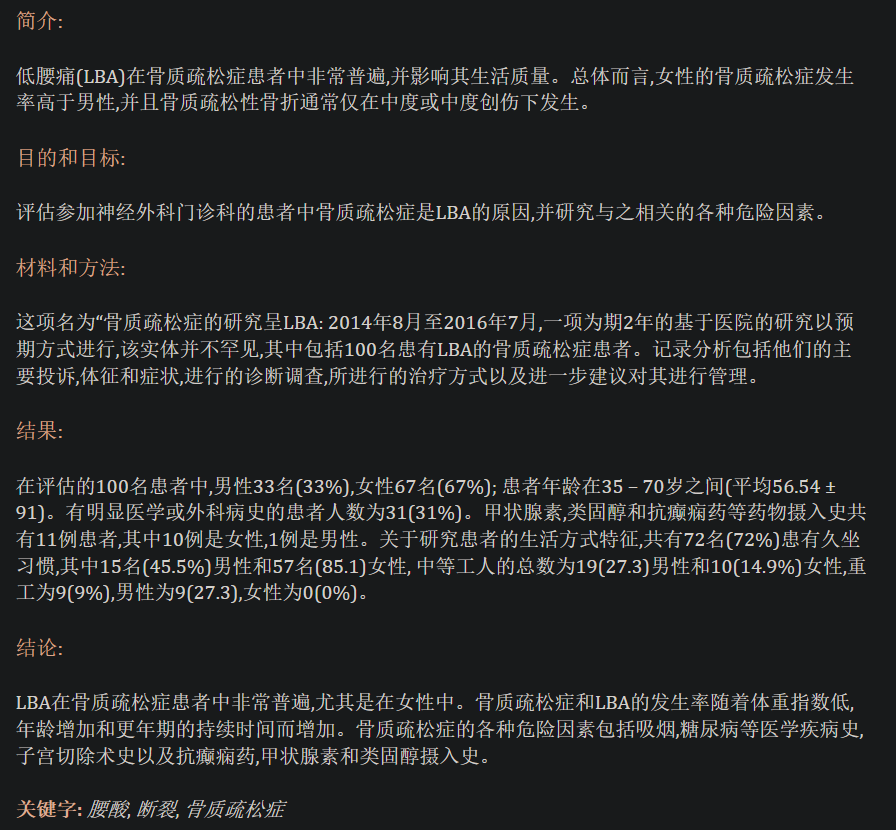 简介:
低腰痛(LBA)在骨质疏松症患者中非常普遍,并影响其生活质量。总体而言,女性的骨质疏松症发生
率高于男性,并且骨质疏松性骨折通常仅在中度或中度创伤下发生。
目的和目标:
评估参加神经外科门诊科的患者中骨质疏松症是LBA的原因,并研究与之相关的各种危险因素。
材料和方法:
这项名为“骨质疏松症的研究呈LBA: 2014年8月至2016年7月,一项为期2年的基于医院的研究以预
期方式进行,该实体并不罕见,其中包括100名患有LBA的骨质疏松症患者。记录分析包括他们的主
要投诉,体征和症状,进行的诊断调查,所进行的治疗方式以及进一步建议对其进行管理。
结果:
在评估的100名患者中,男性33名(33%),女性67名(67%); 患者年龄在35 – 70岁之间(平均56.54 ±
91)。有明显医学或外科病史的患者人数为31(31%)。甲状腺素,类固醇和抗癫痫药等药物摄入史共
有11例患者,其中10例是女性,1例是男性。关于研究患者的生活方式特征,共有72名(72%)患有久坐
习惯,其中15名(45.5%)男性和57名(85.1)女性, 中等工人的总数为19(27.3)男性和10(14.9%)女性,重
工为9(9%),男性为9(27.3),女性为0(0%)。
结论:
LBA在骨质疏松症患者中非常普遍,尤其是在女性中。骨质疏松症和LBA的发生率随着体重指数低,
年龄增加和更年期的持续时间而增加。骨质疏松症的各种危险因素包括吸烟,糖尿病等医学疾病史,
子宫切除术史以及抗癫痫药,甲状腺素和类固醇摄入史。
关键字: 腰酸, 断裂, 骨质疏松症